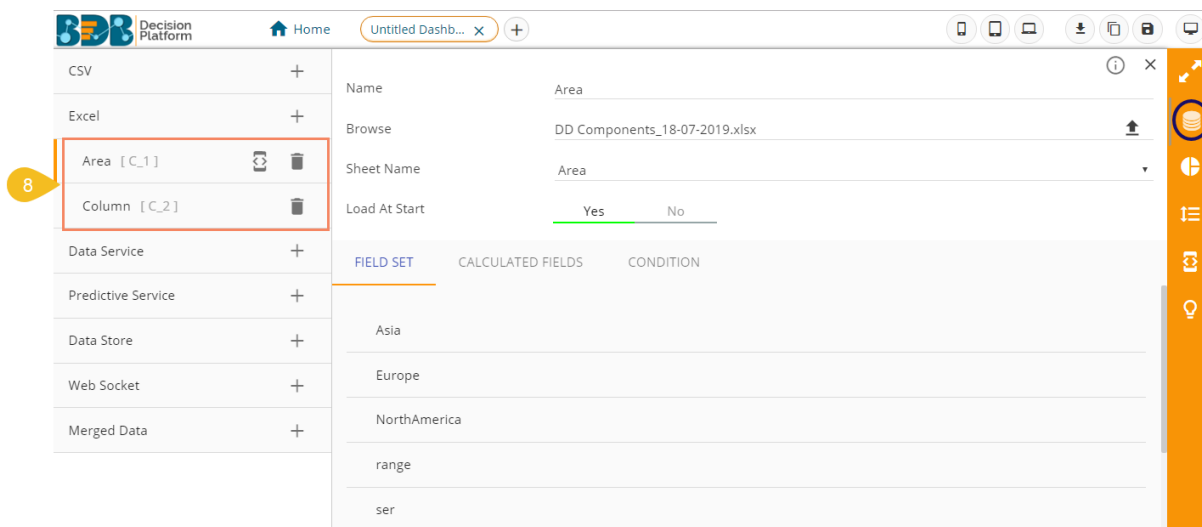 BDB Decision Platform
Home
Untitled Dashb... x
CSV
Excel
Area [ C_1 ]
Column [ C_2 ]
8
Data Service
Predictive Service
Data Store
Web Socket
Merged Data
Name Area
Browse DD Components_18-07-2019.xlsx
Sheet Name Area
Load At Start Yes No
FIELD SET CALCULATED FIELDS CONDITION
Asia
Europe
NorthAmerica
range
ser